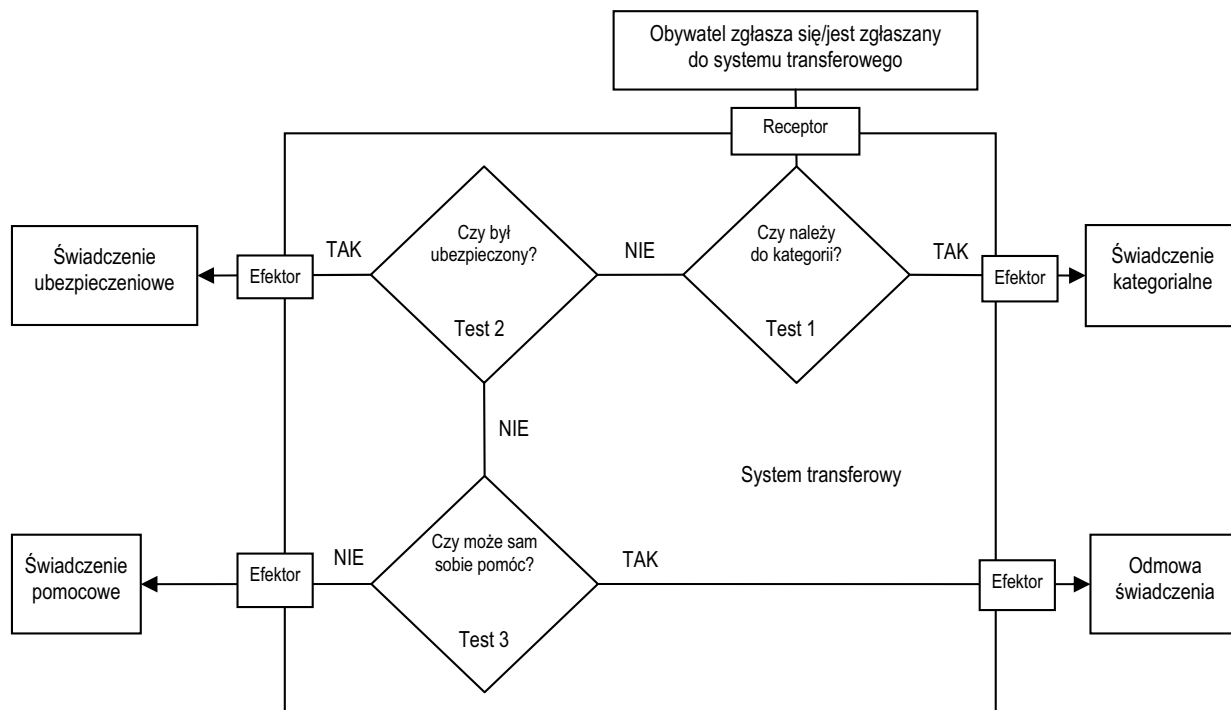 Obywatel zgłasza się/jest zgłaszany
do systemu transferowego
Receptor
Czy był
ubezpieczony?
Test 2
Czy należy
do kategorii?
Test 1
TAK
NIE
TAK
Świadczenie
ubezpieczeniowe
Efektor
Efektor
Świadczenie
kategorialne
NIE
System transferowy
Świadczenie
pomocowe
Efektor
NIE
Czy może sam
sobie pomóc?
Test 3
TAK
Efektor
Odmowa
świadczenia